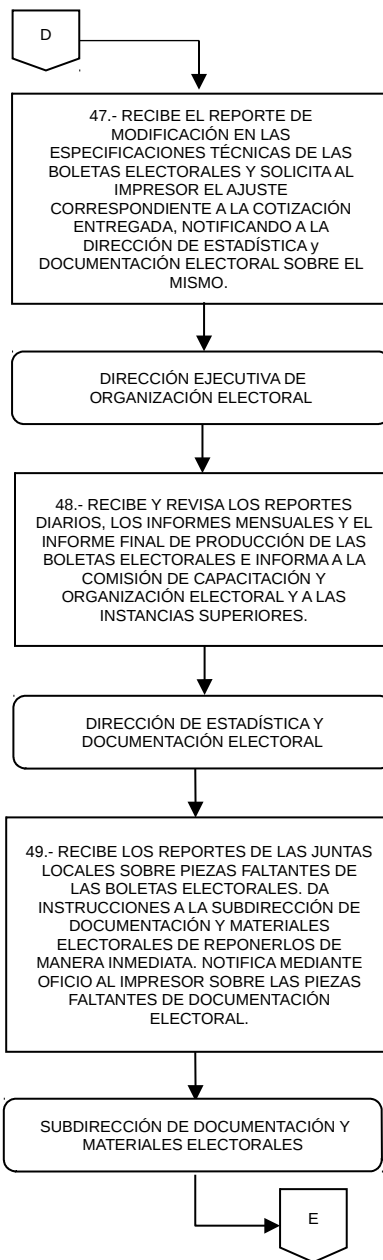 D
47.- RECIBE EL REPORTE DE
MODIFICACIÓN EN LAS
ESPECIFICACIONES TÉCNICAS DE LAS
BOLETAS ELECTORALES Y SOLICITA AL
IMPRESOR EL AJUSTE
CORRESPONDIENTE A LA COTIZACIÓN
ENTREGADA, NOTIFICANDO A LA
DIRECCIÓN DE ESTADÍSTICA y
DOCUMENTACIÓN ELECTORAL SOBRE EL
MISMO.
DIRECCIÓN EJECUTIVA DE
ORGANIZACIÓN ELECTORAL
48.- RECIBE Y REVISA LOS REPORTES
DIARIOS, LOS INFORMES MENSUALES Y EL
INFORME FINAL DE PRODUCCIÓN DE LAS
BOLETAS ELECTORALES E INFORMA A LA
COMISIÓN DE CAPACITACIÓN Y
ORGANIZACIÓN ELECTORAL Y A LAS
INSTANCIAS SUPERIORES.
DIRECCIÓN DE ESTADÍSTICA Y
DOCUMENTACIÓN ELECTORAL
49.- RECIBE LOS REPORTES DE LAS JUNTAS
LOCALES SOBRE PIEZAS FALTANTES DE
LAS BOLETAS ELECTORALES. DA
INSTRUCCIONES A LA SUBDIRECCIÓN DE
DOCUMENTACIÓN Y MATERIALES
ELECTORALES DE REPONERLOS DE
MANERA INMEDIATA. NOTIFICA MEDIANTE
OFICIO AL IMPRESOR SOBRE LAS PIEZAS
FALTANTES DE DOCUMENTACIÓN
ELECTORAL.
SUBDIRECCIÓN DE DOCUMENTACIÓN Y
MATERIALES ELECTORALES
E